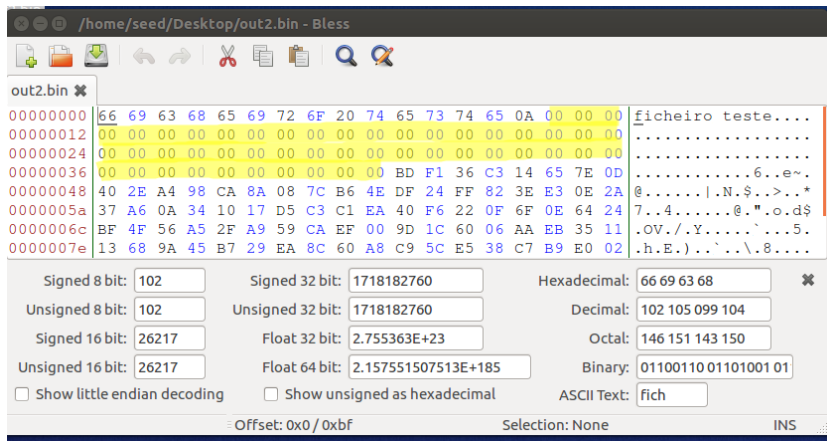 /home/seed/Desktop/out2.bin - Bless
out2.bin
00000000 66 69 63 68 65 69 72 6F 20 74 65 73 74 65 0A 00 00 00 ficheiro teste....
00000012 00 00 00 00 00 00 00 00 00 00 00 00 00 00 00 00 00 00 ..................
00000024 00 00 00 00 00 00 00 00 00 00 00 00 00 00 00 00 00 00 ..................
00000036 00 00 00 00 00 00 00 00 00 00 BD F1 36 C3 14 65 7E 0D ............6..e~.
00000048 40 2E A4 98 CA 8A 08 7C B6 4E DF 24 FF 82 3E E3 0E 2A @......|.N.$..>..*
0000005a 37 A6 0A 34 10 17 D5 C3 C1 EA 40 F6 22 0F 6F 0E 64 24 7..4......@.".o.d$
0000006c BF 4F 56 A5 2F A9 59 CA EF 00 9D 1C 60 06 AA EB 35 11 .OV./.Y.....`...5.
0000007e 13 68 9A 45 B7 29 EA 8C 60 A8 C9 5C E5 38 C7 B9 E0 02 .h.E.)..`..\.8....
Signed 8 bit: 102 Signed 32 bit: 1718182760 Hexadecimal: 66 69 63 68
Unsigned 8 bit: 102 Unsigned 32 bit: 1718182760 Decimal: 102 105 099 104
Signed 16 bit: 26217 Float 32 bit: 2.755363E+23 Octal: 146 151 143 150
Unsigned 16 bit: 26217 Float 64 bit: 2.157551507513E+185 Binary: 01100110 01101001 01
Show little endian decoding Show unsigned as hexadecimal ASCII Text: fich
Offset: 0x0 / 0xbf Selection: None INS